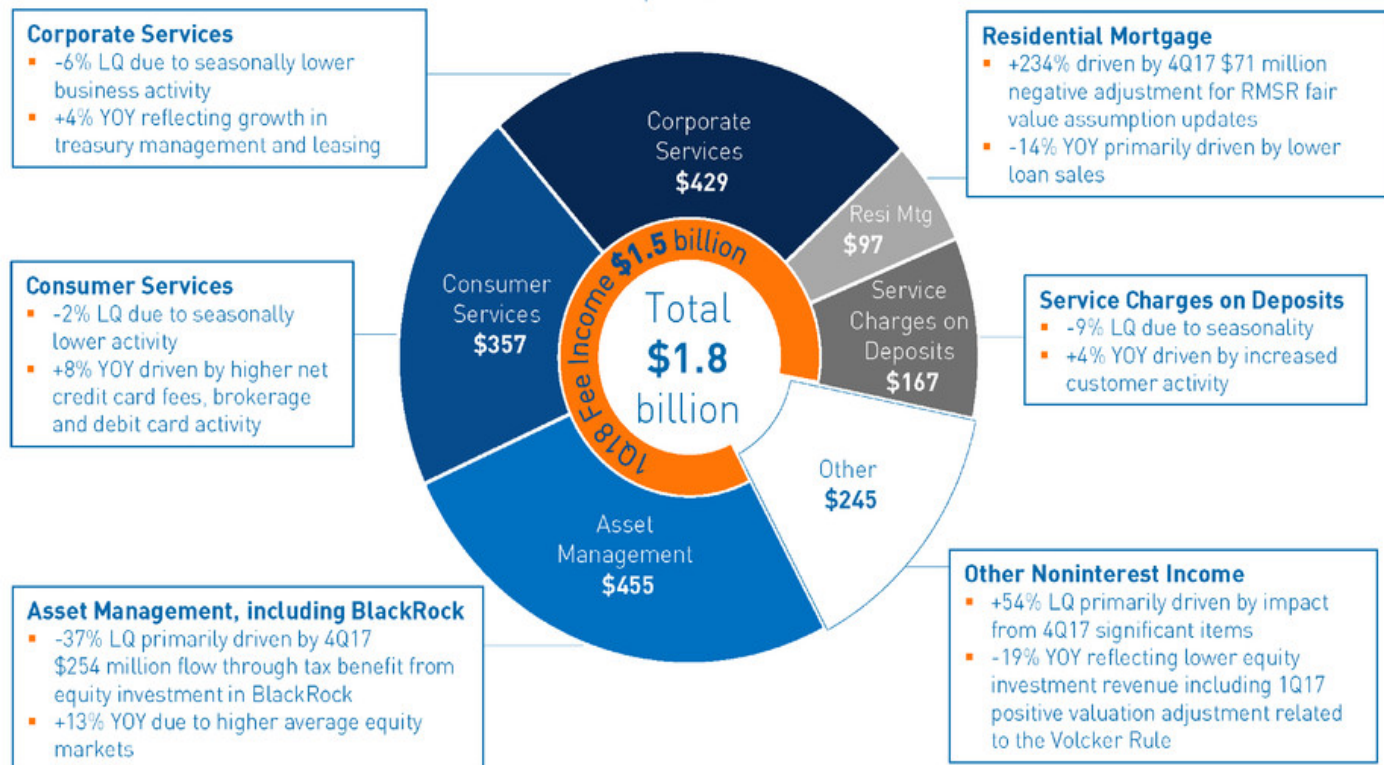 Corporate Services
▪ -6% LQ due to seasonally lower
business activity
▪ +4% YOY reflecting growth in
treasury management and leasing
Residential Mortgage
▪ +234% driven by 4Q17 $71 million
negative adjustment for RMSR fair
value assumption updates
▪ -14% YOY primarily driven by lower
loan sales
Consumer Services
▪ -2% LQ due to seasonally
lower activity
▪ +8% YOY driven by higher net
credit card fees, brokerage
and debit card activity
Service Charges on Deposits
▪ -9% LQ due to seasonality
▪ +4% YOY driven by increased
customer activity
Asset Management, including BlackRock
▪ -37% LQ primarily driven by 4Q17
$254 million flow through tax benefit from
equity investment in BlackRock
▪ +13% YOY due to higher average equity
markets
Other Noninterest Income
▪ +54% LQ primarily driven by impact
from 4Q17 significant items
▪ -19% YOY reflecting lower equity
investment revenue including 1Q17
positive valuation adjustment related
to the Volcker Rule
Corporate
Services
$429
Resi Mtg
$97
Service
Charges on
Deposits
$167
Other
$245
Asset
Management
$455
Consumer
Services
$357
1Q18 Fee Income $1.5 billion
Total
$1.8
billion